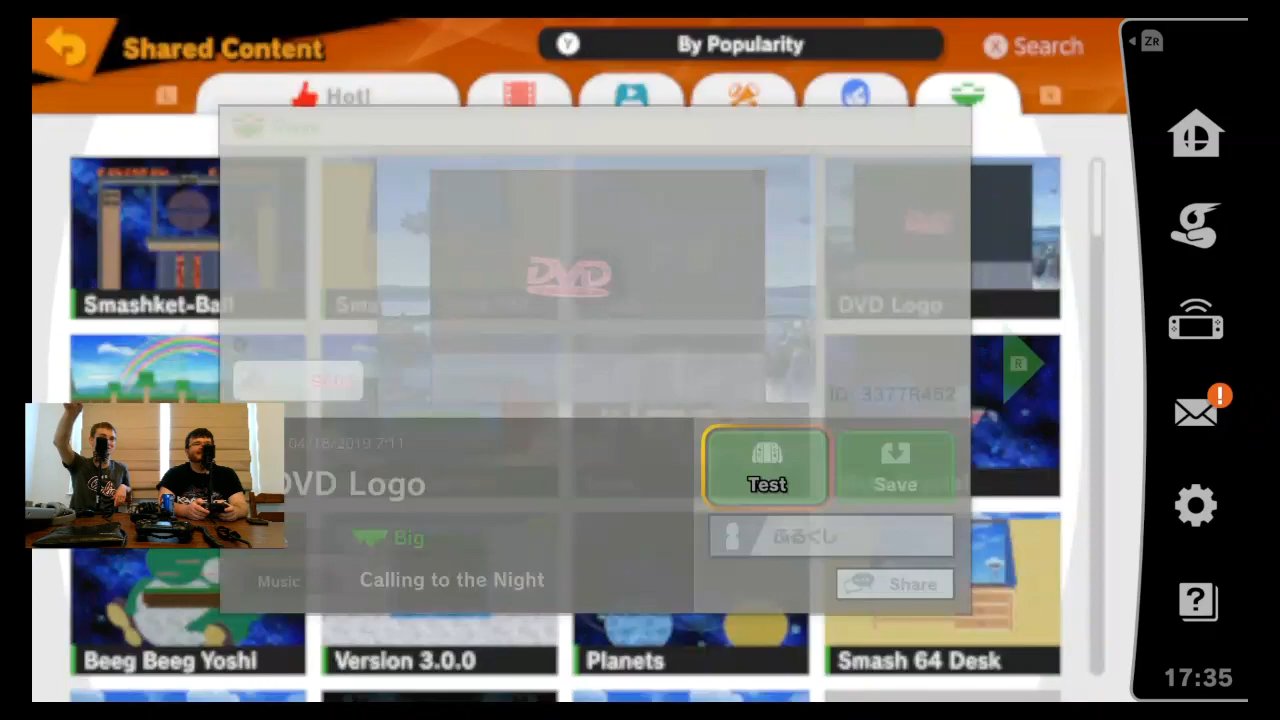 Shared Content
Y By Popularity
X Search
ZR
L Hot!
Smashket-Ball
DVD
DVD Logo
R
ID: 3377R452
04/18/2019 7:11
Test
Save
DVD Logo
ふるくし
Big
Music Calling to the Night
Share
Beeg Beeg Yoshi
Version 3.0.0
Planets
Smash 64 Desk
17:35